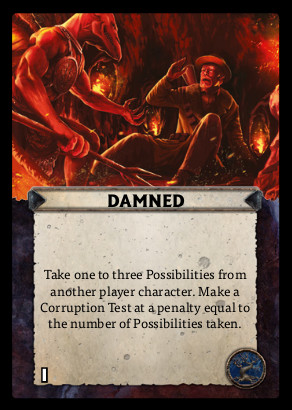 DAMNED
Take one to three Possibilities from
another player character. Make a
Corruption Test at a penalty equal to
the number of Possibilities taken.